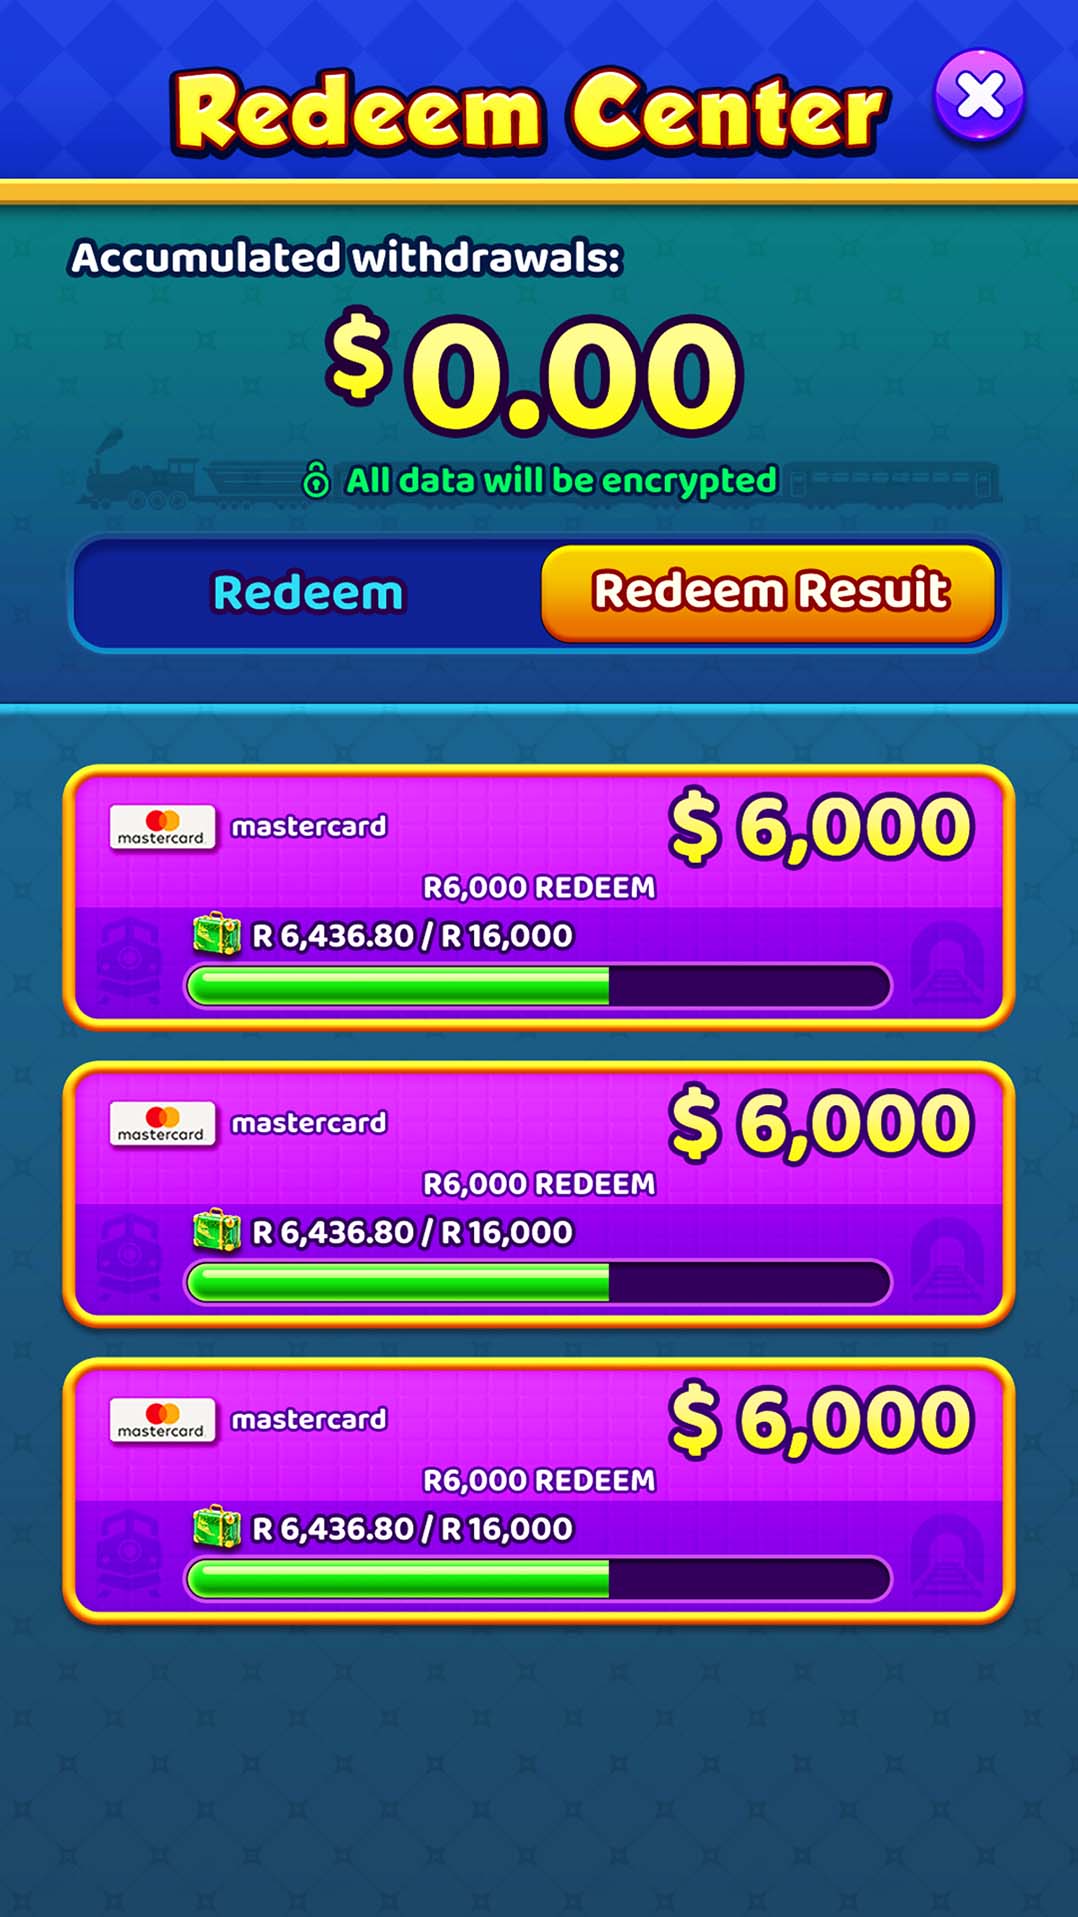 Redeem Center
Accumulated withdrawals:
$ 0.00
All data will be encrypted
Redeem
Redeem Resuit
mastercard mastercard $ 6,000
R6,000 REDEEM
R 6,436.80 / R 16,000
mastercard mastercard $ 6,000
R6,000 REDEEM
R 6,436.80 / R 16,000
mastercard mastercard $ 6,000
R6,000 REDEEM
R 6,436.80 / R 16,000